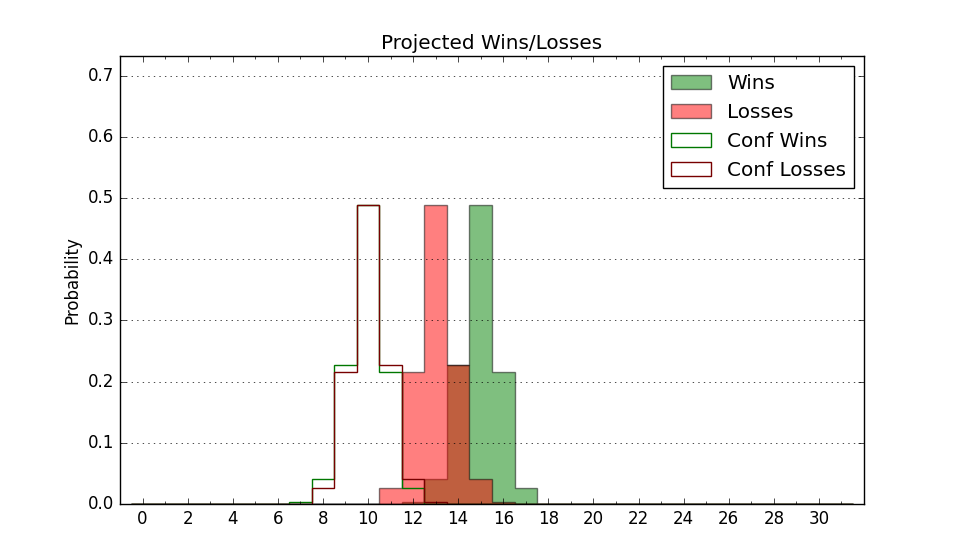 Projected Wins/Losses
Wins
Losses
Conf Wins
Conf Losses
Probability
0.7
0.6
0.5
0.4
0.3
0.2
0.1
0.0
0 2 4 6 8 10 12 14 16 18 20 22 24 26 28 30